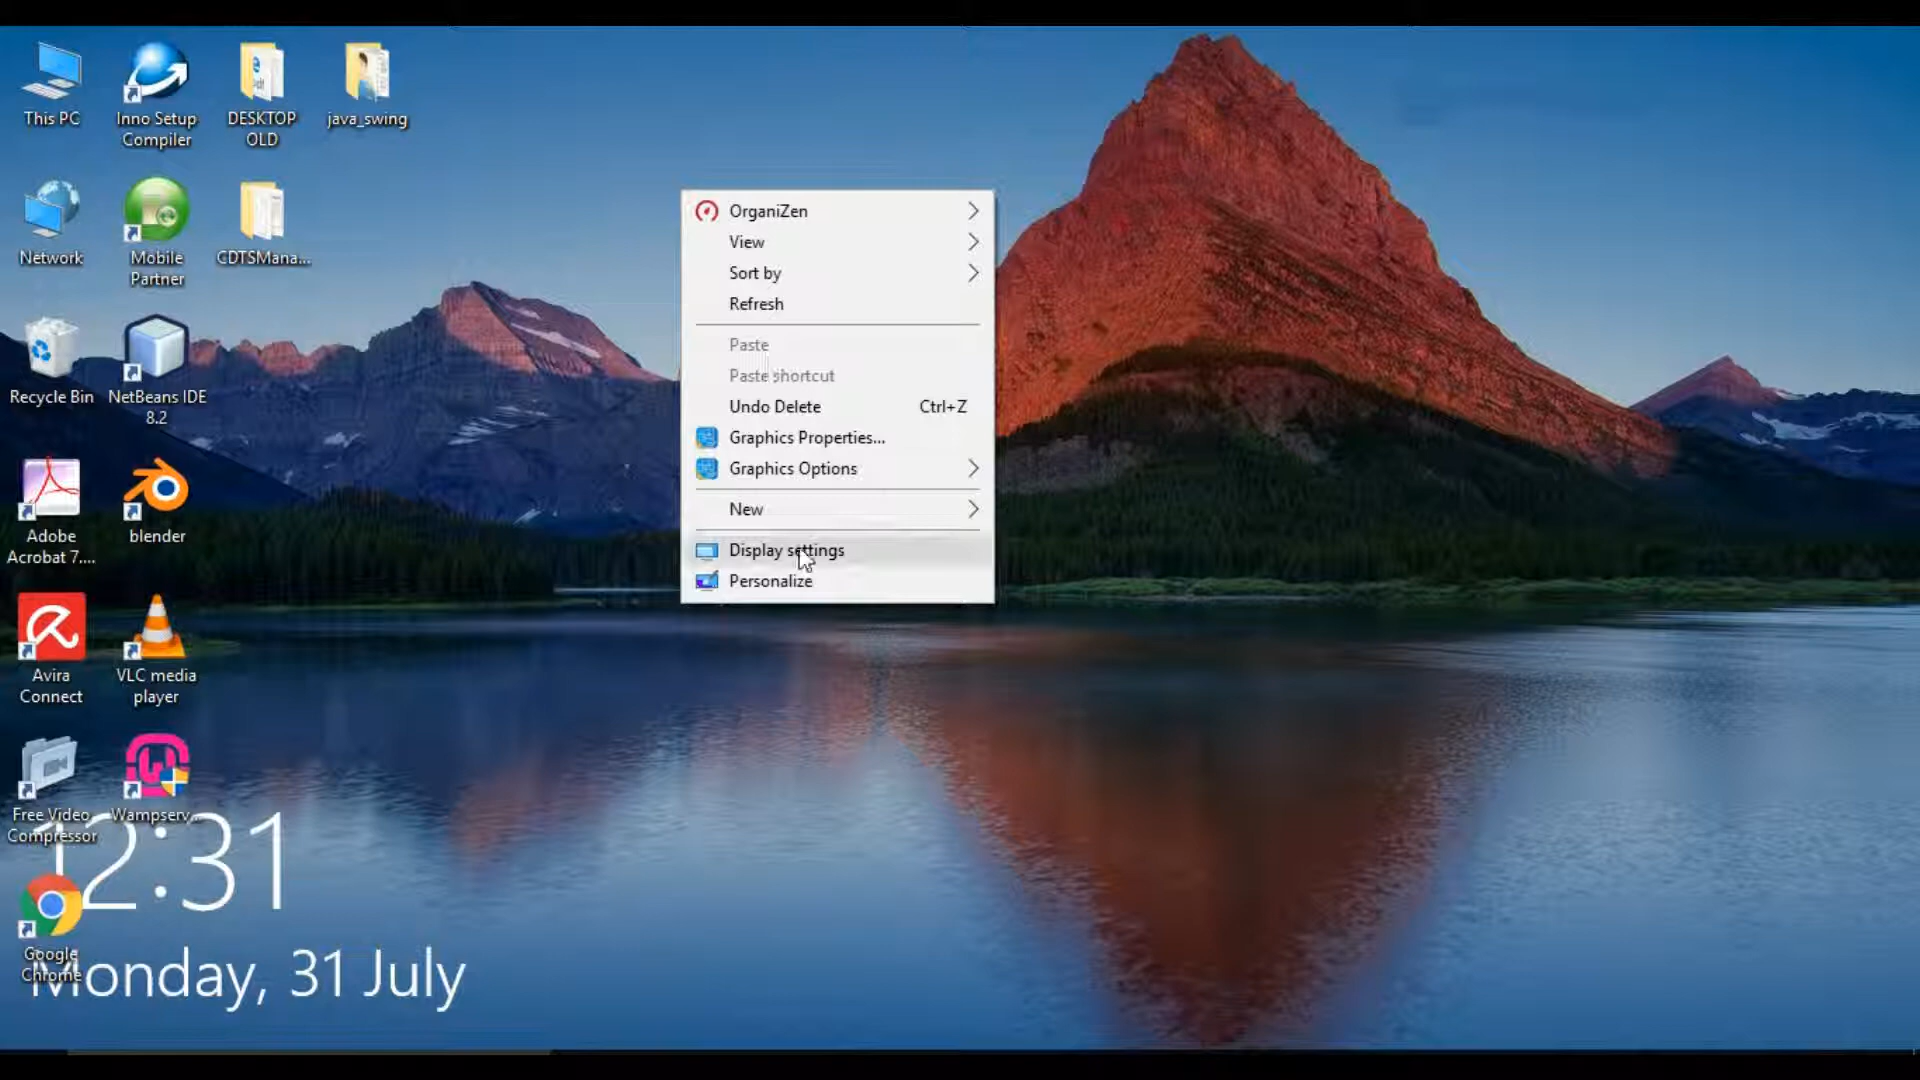 This PC
Inno Setup
Compiler
DESKTOP
OLD
java_swing
Network
Mobile
Partner
CDTSMana...
Recycle Bin
NetBeans IDE
8.2
Adobe
Acrobat 7....
blender
Avira
Connect
VLC media
player
Free Video
Compressor
Wampserv...
Google
Chrome
12:31
Monday, 31 July
OrganiZen
View
Sort by
Refresh
Paste
Paste shortcut
Undo Delete Ctrl+Z
Graphics Properties...
Graphics Options
New
Display settings
Personalize